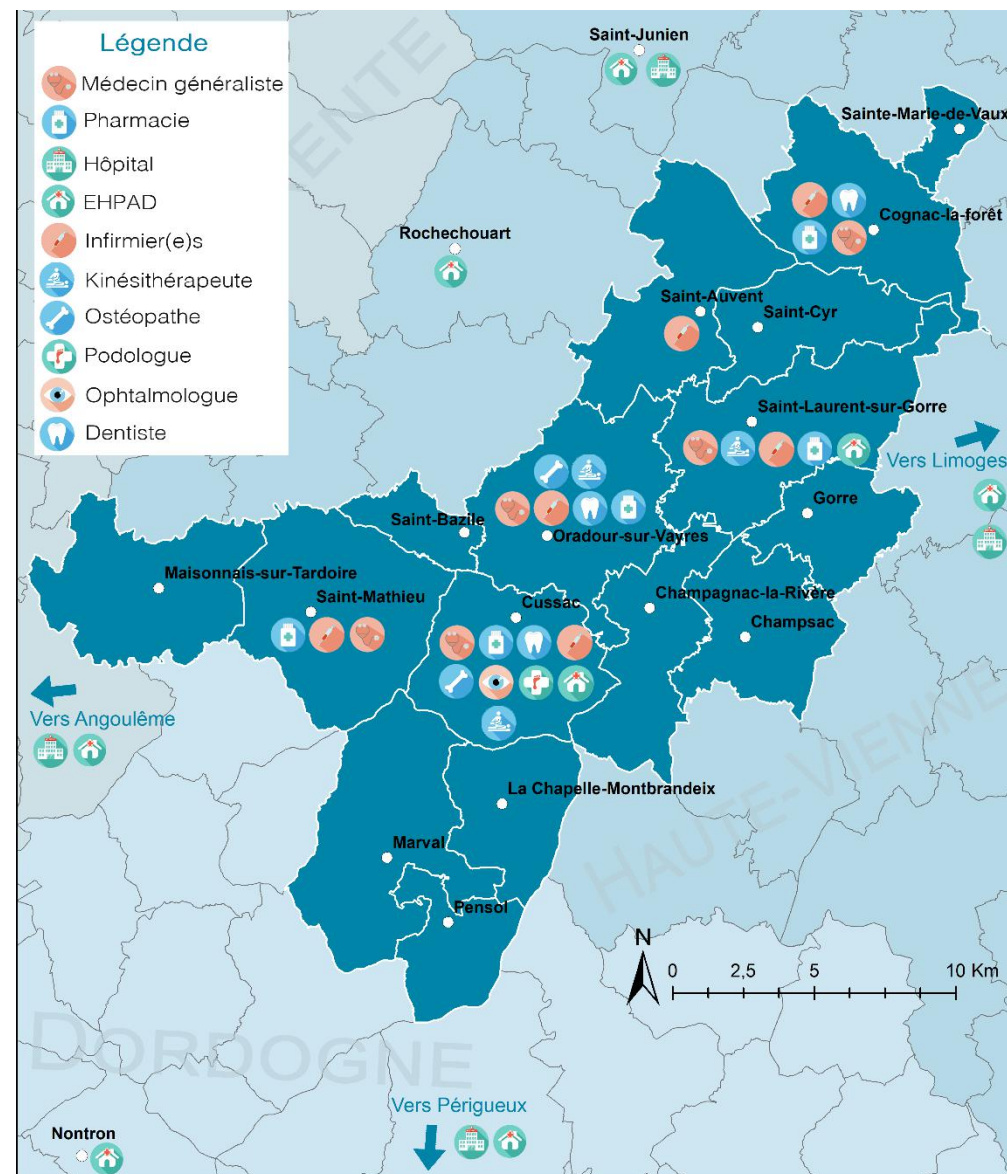 Légende
Médecin généraliste
Pharmacie
Hôpital
EHPAD
Infirmier(e)s
Kinésithérapeute
Ostéopathe
Podologue
Ophtalmologue
Dentiste
Saint-Junien
Sainte-Marie-de-Vaux
Cognac-la-forêt
Rochechouart
Saint-Auvent
Saint-Cyr
Saint-Laurent-sur-Gorre
Vers Limoges
Gorre
Saint-Bazile
Oradour-sur-Vayres
Maisonnais-sur-Tardoire
Saint-Mathieu
Cussac
Champagnac-la-Rivère
Champsac
Vers Angoulême
HAUTE-VIENNE
La Chapelle-Montbrandeix
Marval
Pensol
N
0 2,5 5 10 Km
DORDOGNE
Vers Périgueux
Nontron